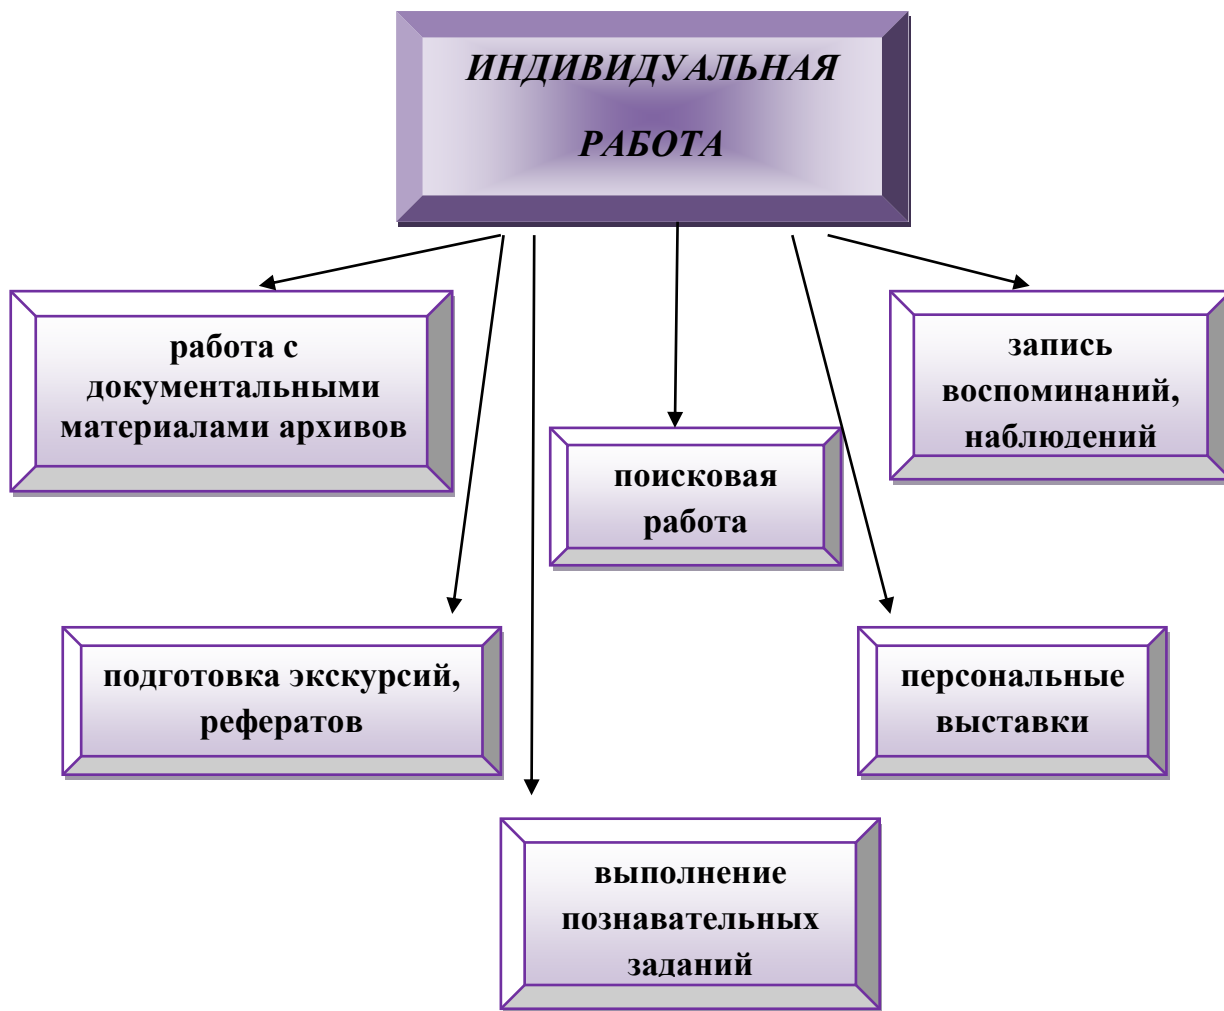 ИНДИВИДУАЛЬНАЯ
РАБОТА
работа с
документальными
материалами архивов
запись
воспоминаний,
наблюдений
поисковая
работа
подготовка экскурсий,
рефератов
персональные
выставки
выполнение
познавательных
заданий